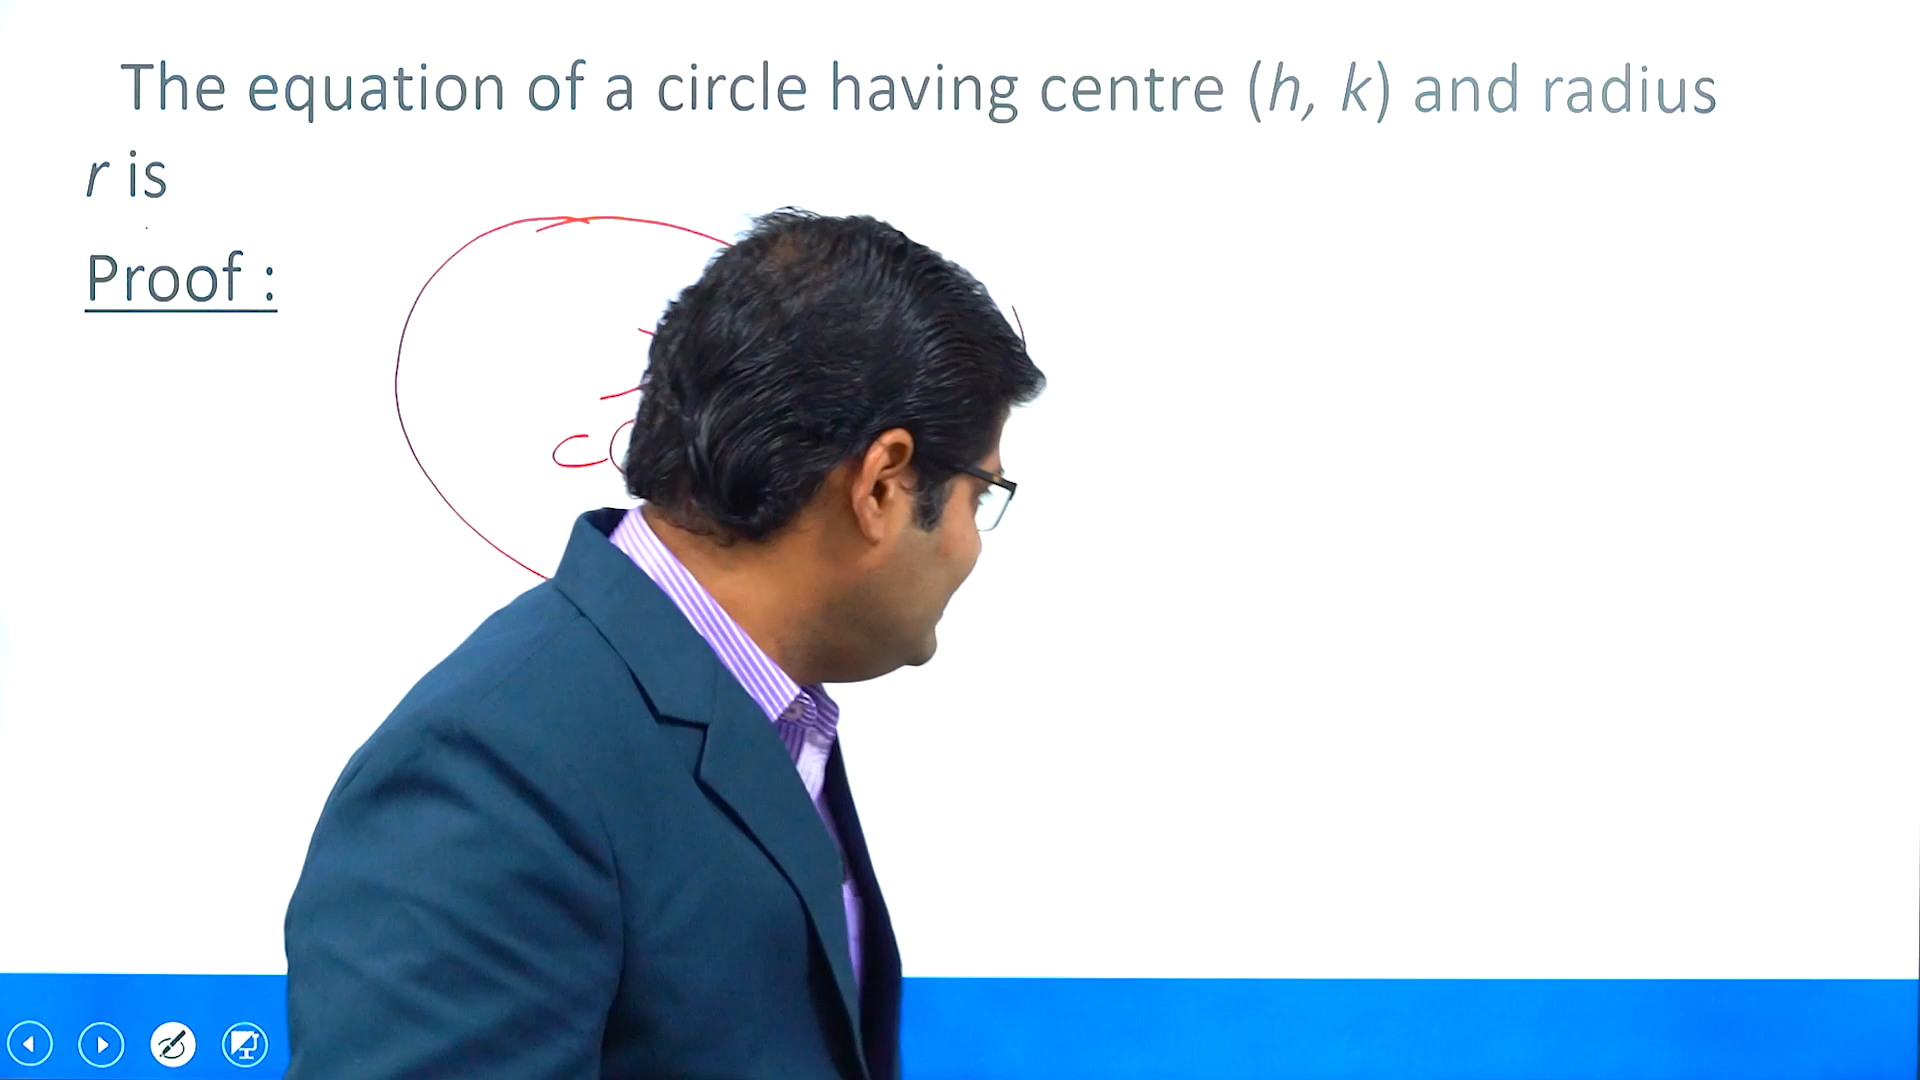 The equation of a circle having centre (h, k) and radius
r is
Proof :
C(